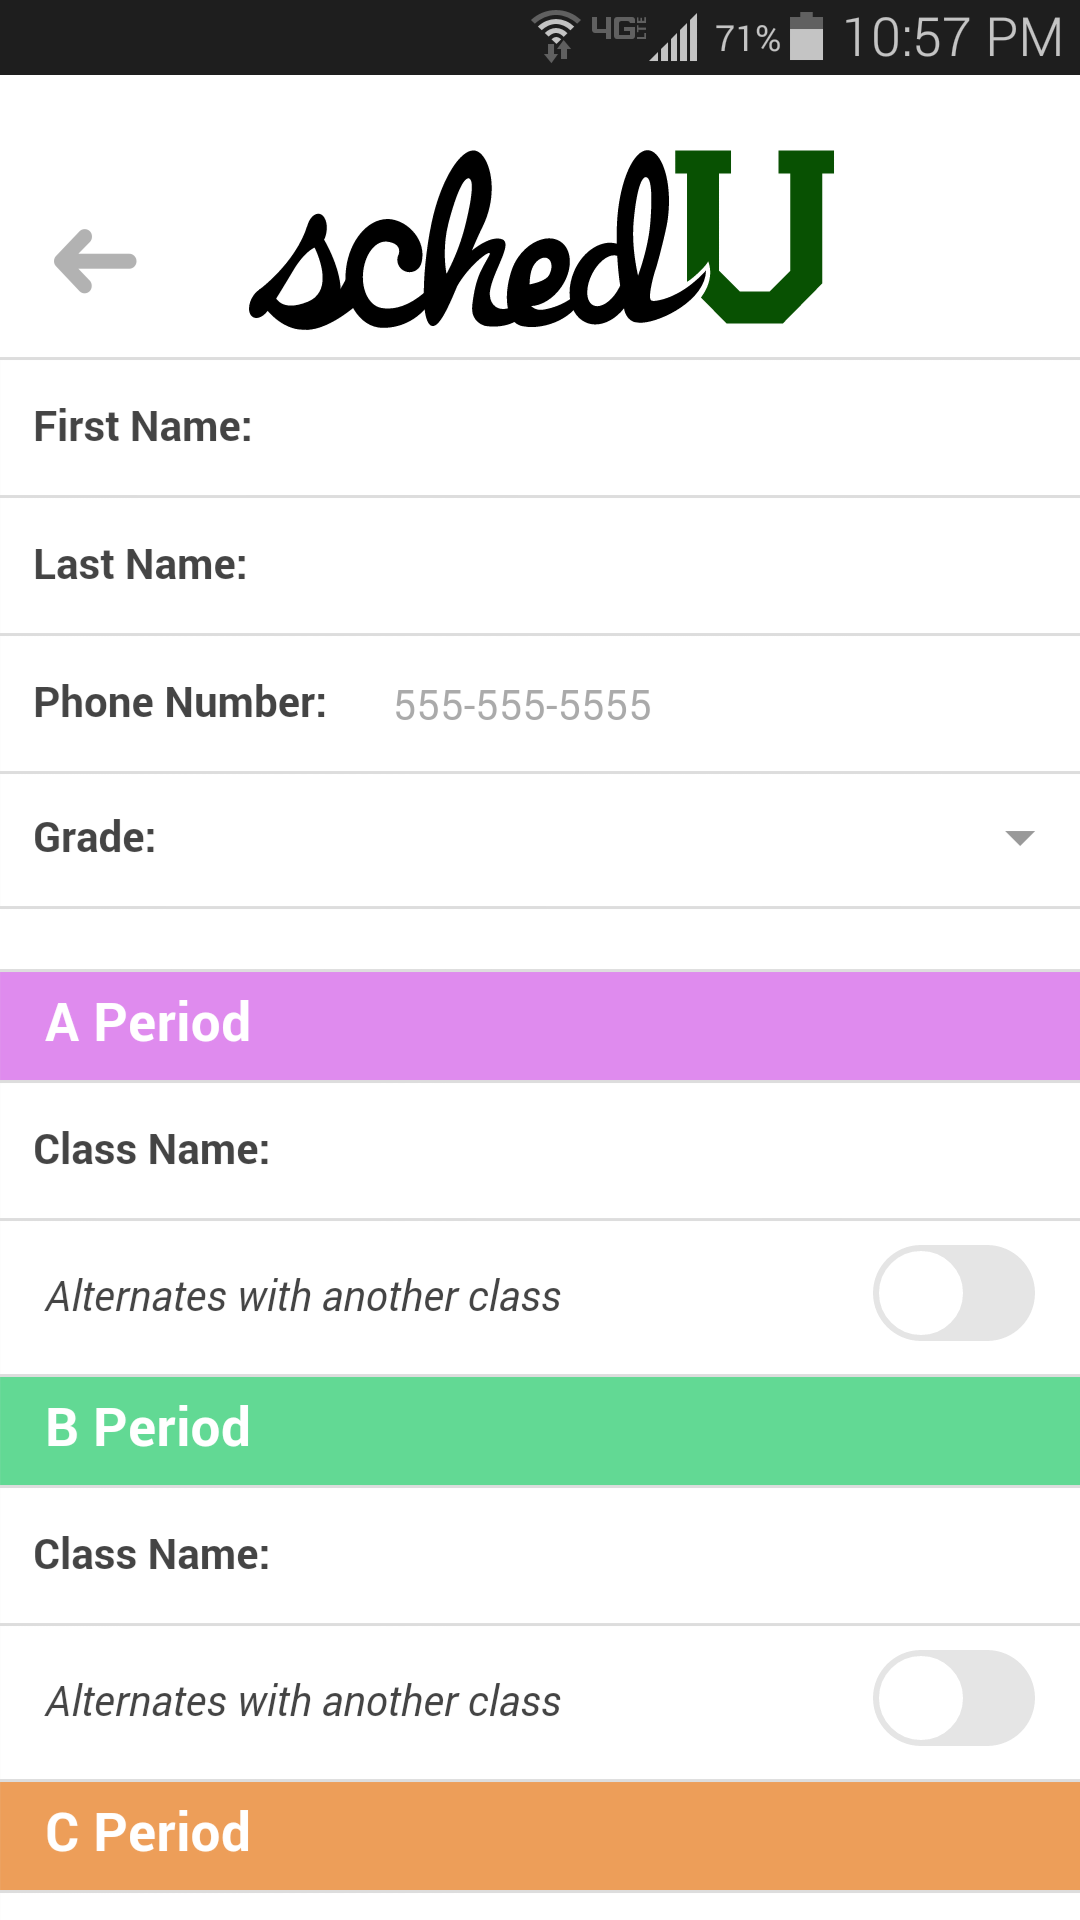 4G LTE 71% 10:57 PM
schedU
First Name:
Last Name:
Phone Number: 555-555-5555
Grade:
A Period
Class Name:
Alternates with another class
B Period
Class Name:
Alternates with another class
C Period